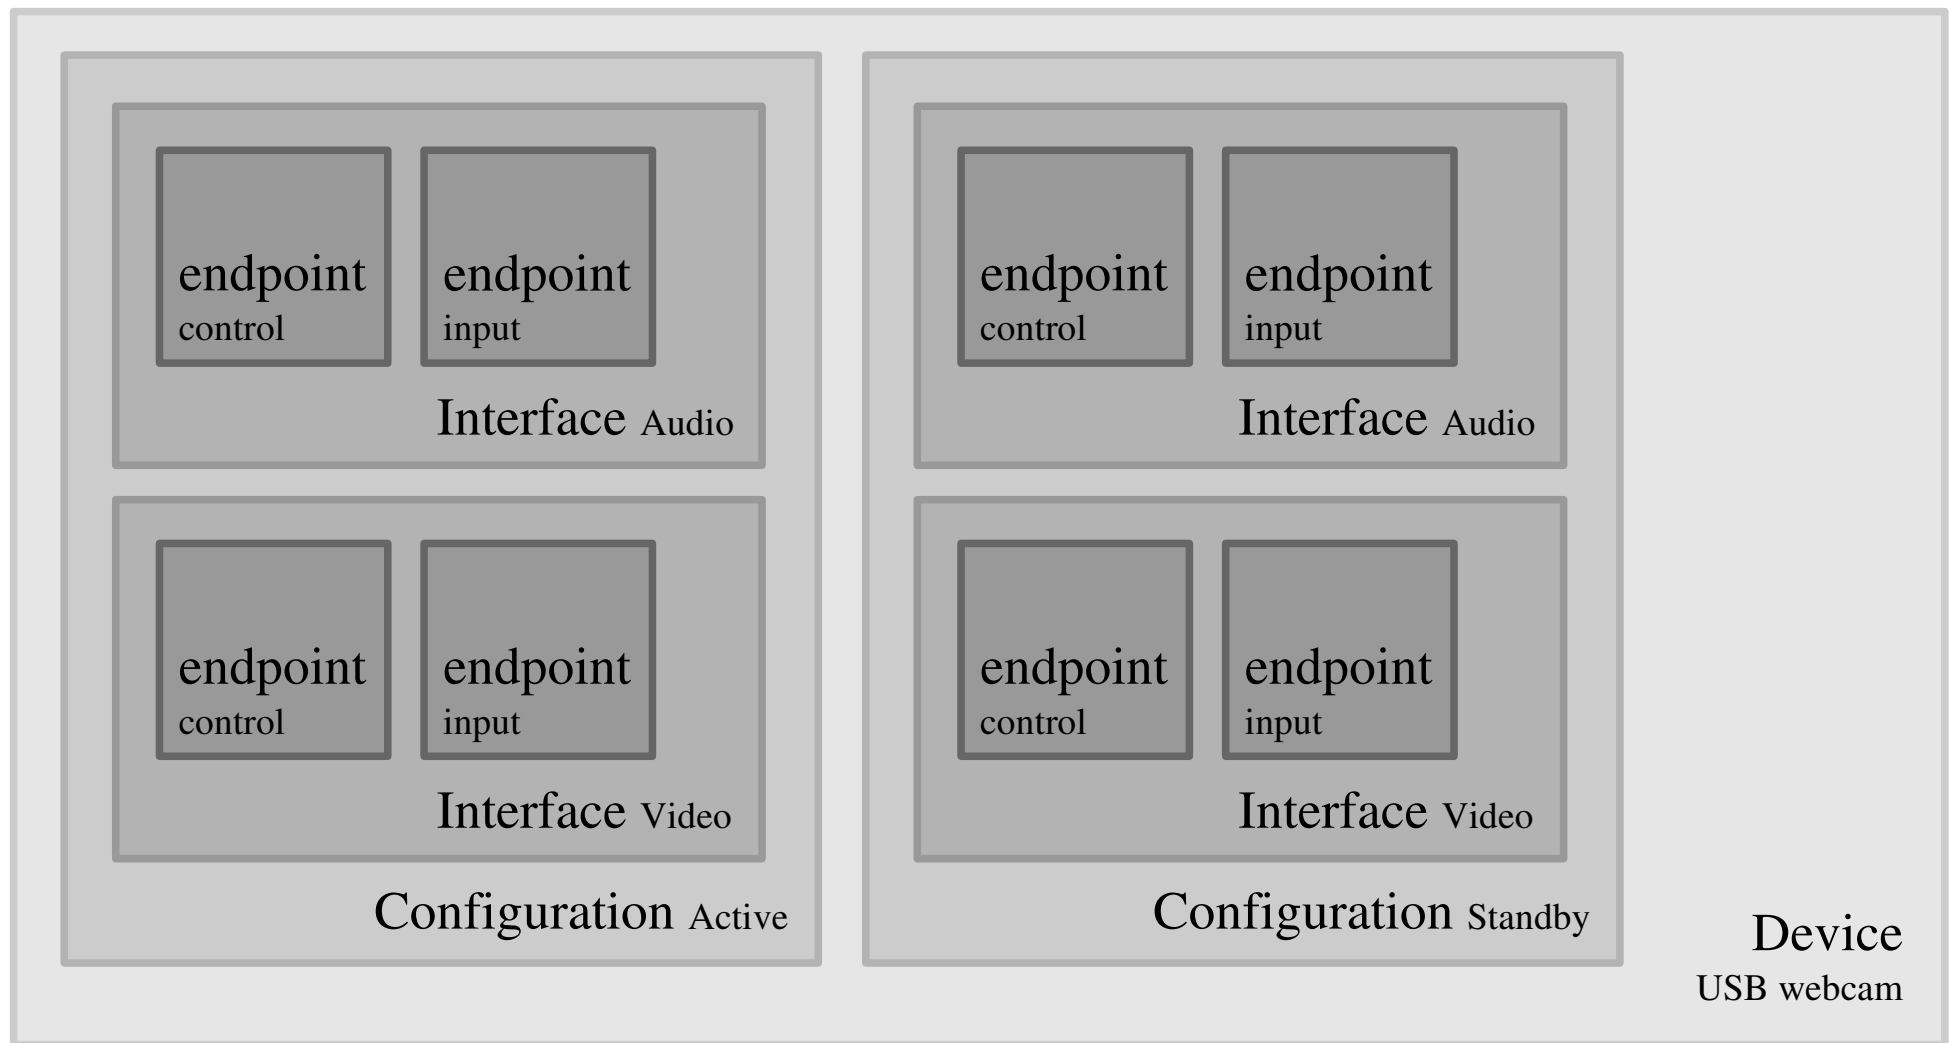 endpoint
control
endpoint
input
Interface Audio
endpoint
control
endpoint
input
Interface Video
Configuration Active
endpoint
control
endpoint
input
Interface Audio
endpoint
control
endpoint
input
Interface Video
Configuration Standby
Device
USB webcam